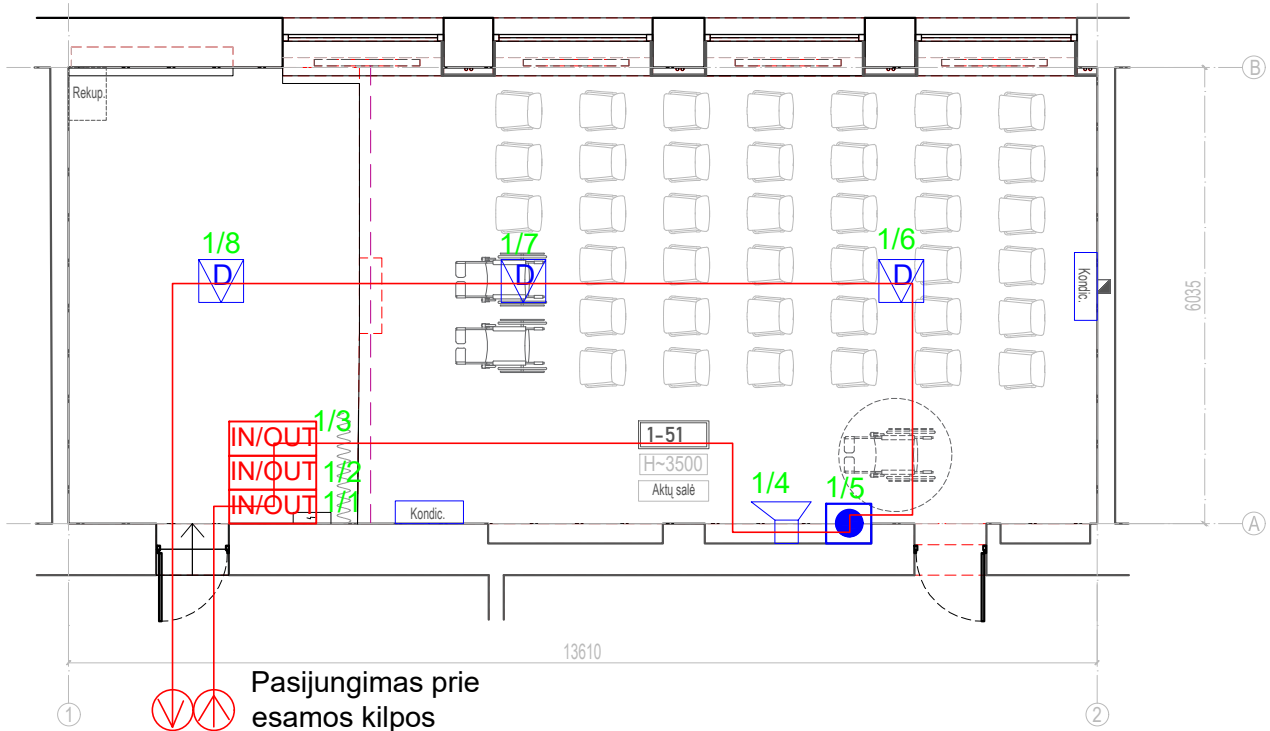 B
Rekup.
1/8
1/7
1/6
D
D
D
Kondic.
6035
1/3
IN/OUT
1-51
IN/OUT
1/2
H~3500
IN/OUT
1/1
Aktų salė
1/4
1/5
Kondic.
A
13610
Pasijungimas prie
esamos kilpos
1
2